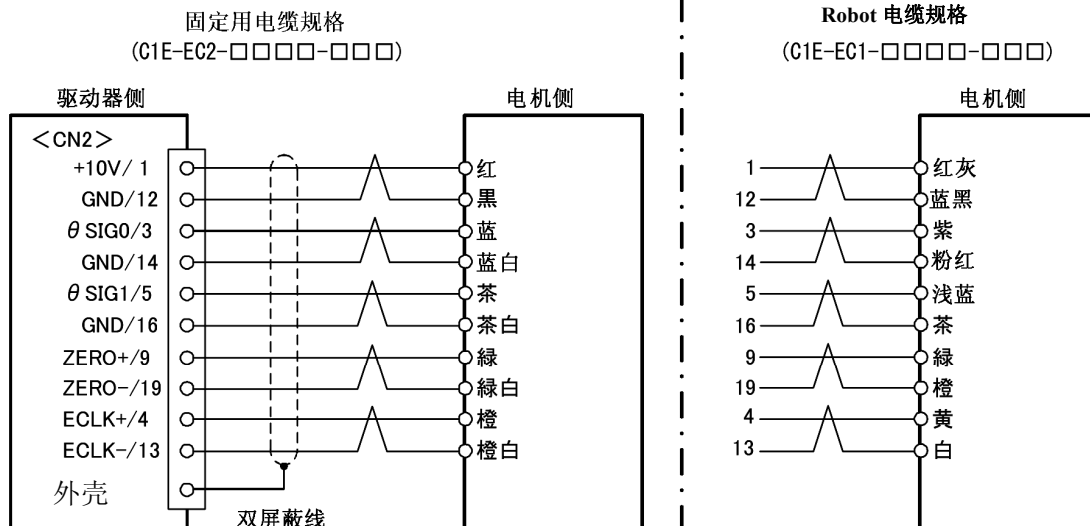 固定用电缆规格
(C1E-EC2-□□□□-□□□)
驱动器侧
电机侧
<CN2>
+10V/ 1
红
GND/12
黒
θ SIG0/3
蓝
GND/14
蓝白
θ SIG1/5
茶
GND/16
茶白
ZERO+/9
緑
ZERO-/19
緑白
ECLK+/4
橙
ECLK-/13
橙白
外壳
双屏蔽线
Robot 电缆规格
(C1E-EC1-□□□□-□□□)
电机侧
1
红灰
12
蓝黑
3
紫
14
粉红
5
浅蓝
16
茶
9
緑
19
橙
4
黄
13
白